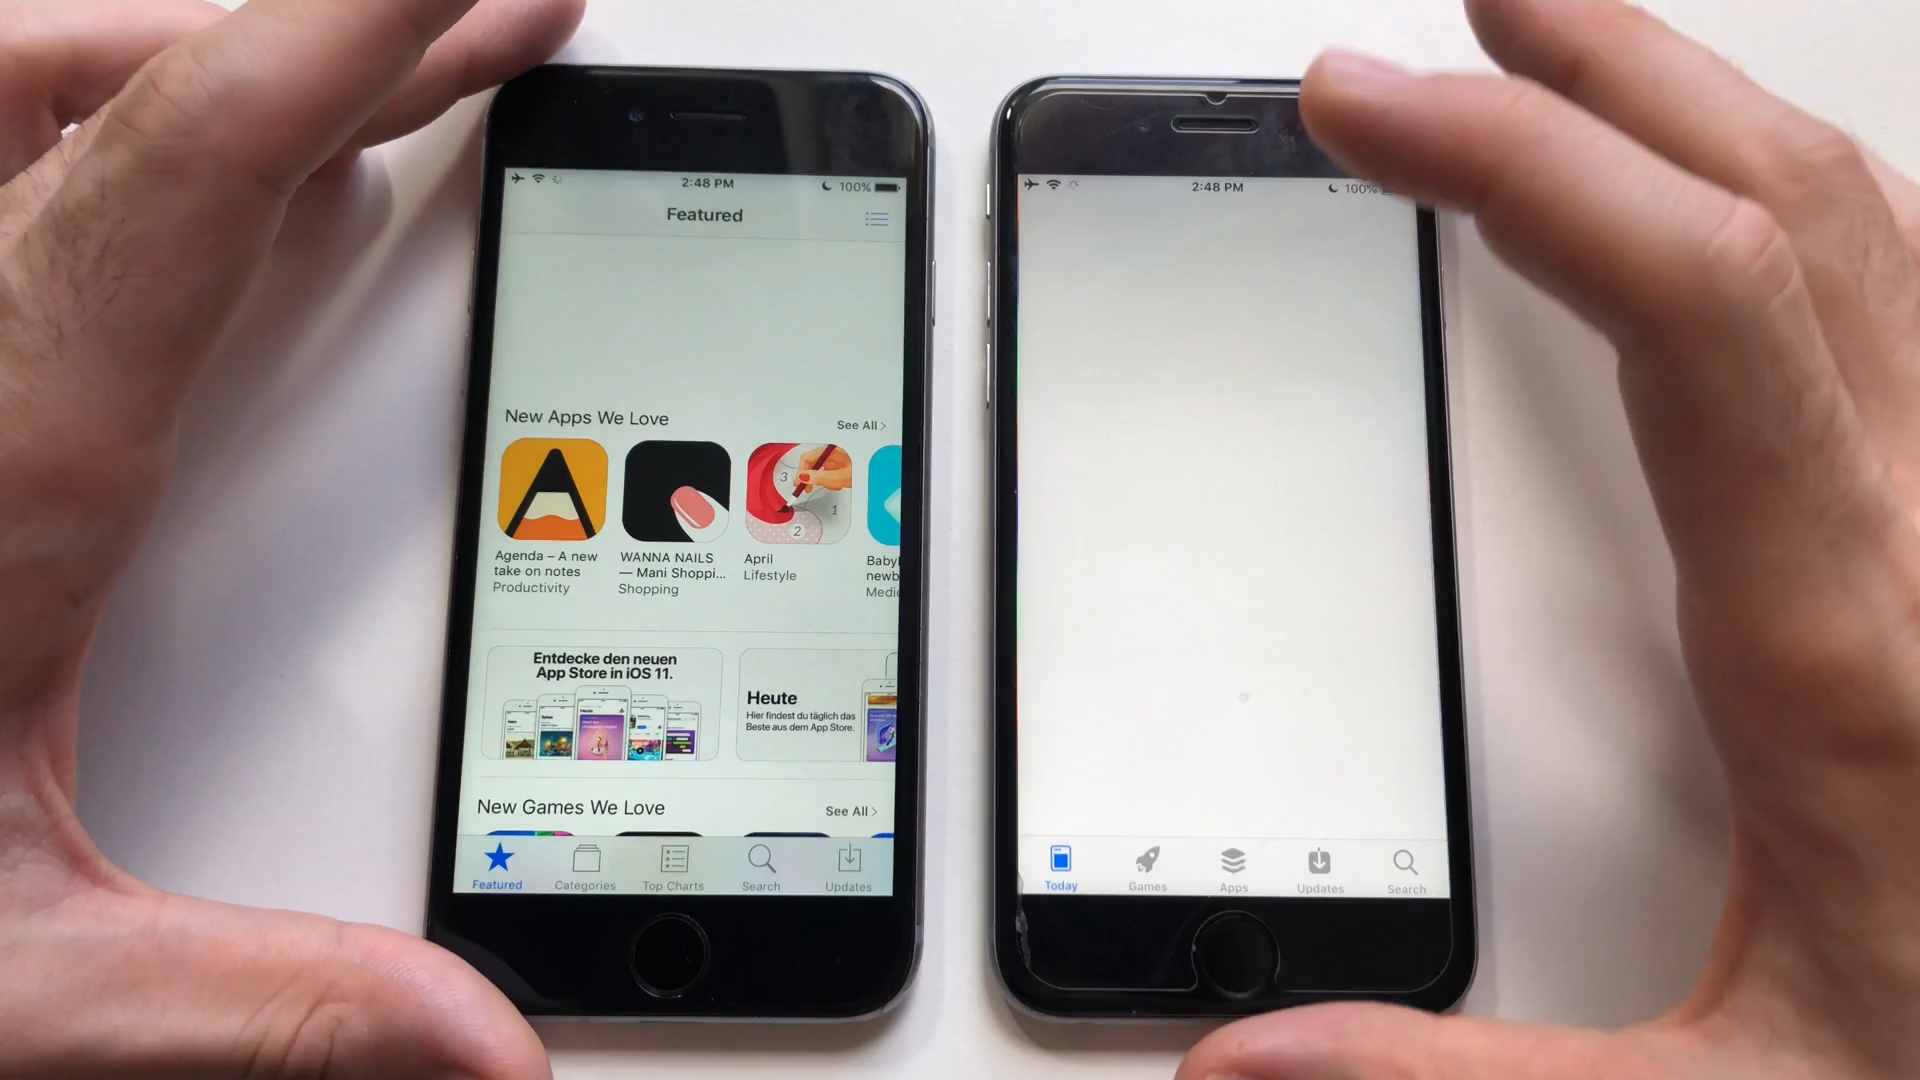 2:48 PM
100%
Featured
New Apps We Love
See All >
3
1
2
Agenda – A new
take on notes
Productivity
WANNA NAILS
— Mani Shoppi...
Shopping
April
Lifestyle
Entdecke den neuen
App Store in iOS 11.
Heute
Hier findest du täglich das
Beste aus dem App Store.
New Games We Love
See All >
Featured
Categories
Top Charts
Search
Updates
2:48 PM
100%
Today
Games
Apps
Updates
Search